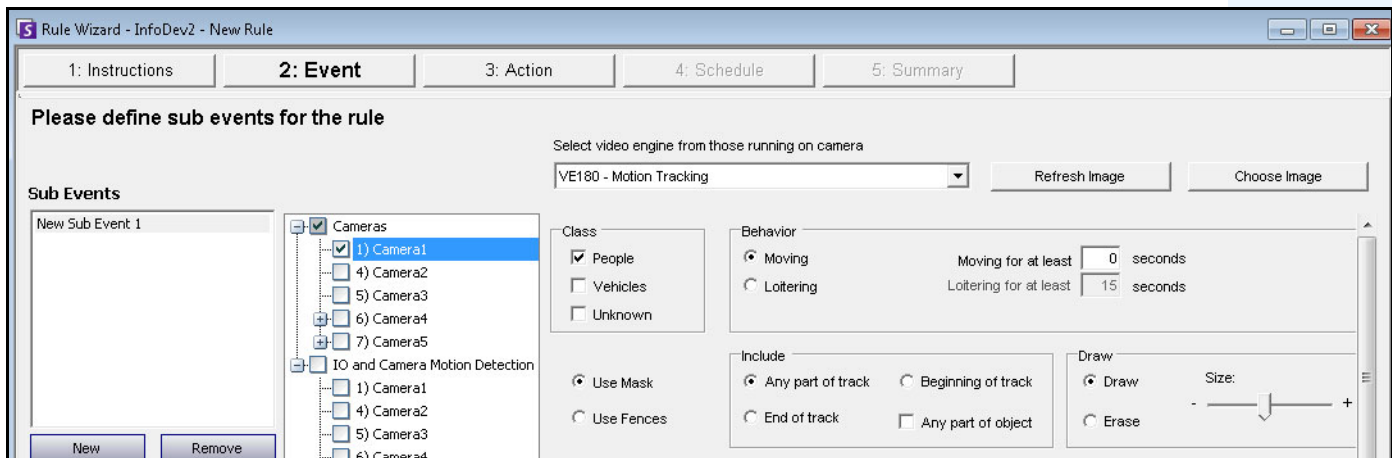 Rule Wizard - InfoDev2 - New Rule
1: Instructions
2: Event
3: Action
4: Schedule
5: Summary
Please define sub events for the rule
Select video engine from those running on camera
VE180 - Motion Tracking
Refresh Image
Choose Image
Sub Events
New Sub Event 1
New
Remove
Cameras
1) Camera1
4) Camera2
5) Camera3
6) Camera4
7) Camera5
IO and Camera Motion Detection
1) Camera1
4) Camera2
5) Camera3
6) Camera4
Class
People
Vehicles
Unknown
Behavior
Moving
Loitering
Moving for at least 0 seconds
Loitering for at least 15 seconds
Use Mask
Use Fences
Include
Any part of track
Beginning of track
End of track
Any part of object
Draw
Draw
Erase
Size:
- +